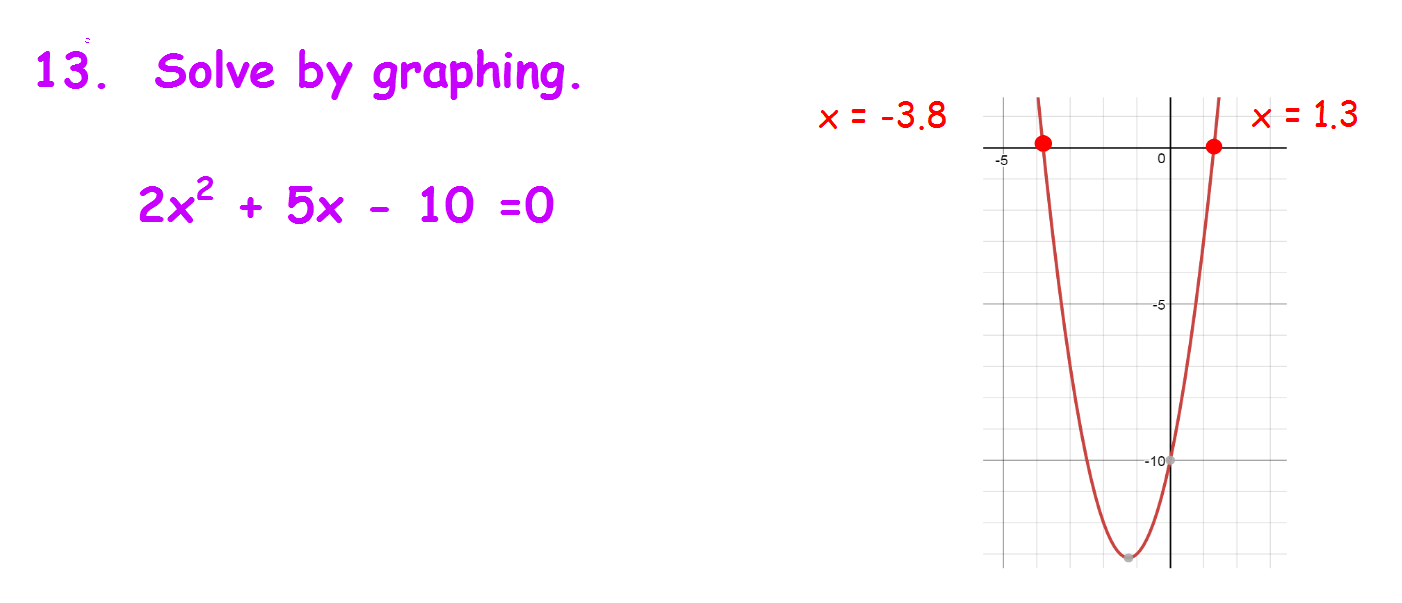 13. Solve by graphing.
x = -3.8
x = 1.3
-5
0
2x² + 5x - 10 =0
-5
-10